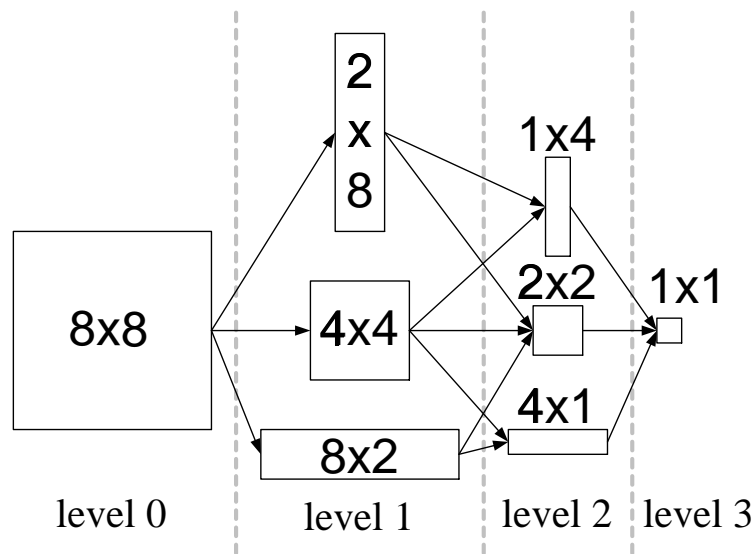 2
x
8
1x4
8x8
4x4
2x2
1x1
8x2
4x1
level 0
level 1
level 2
level 3